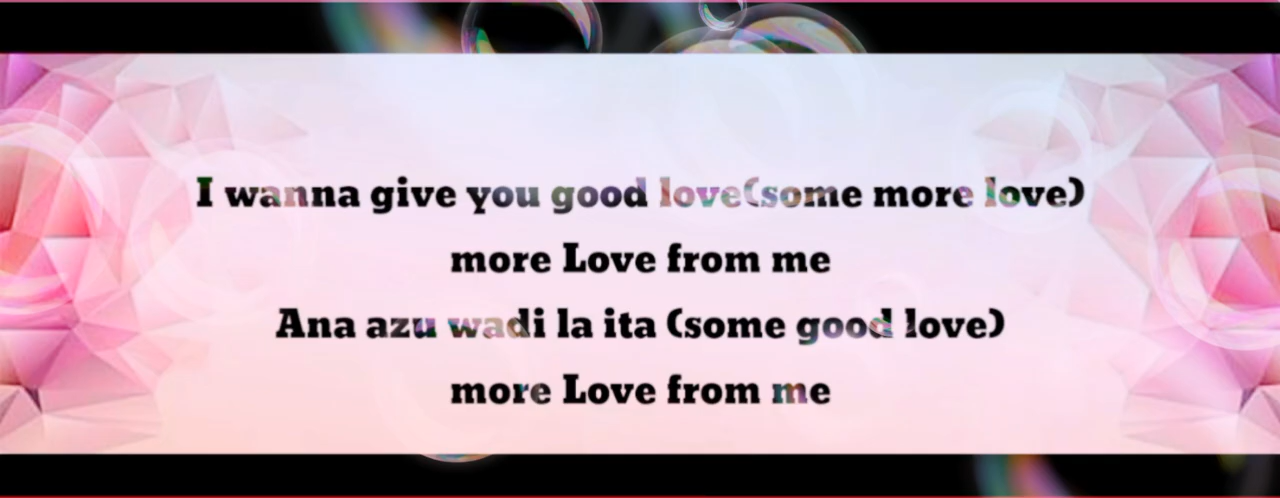 I wanna give you good love(some more love)
more Love from me
Ana azu wadi la ita (some good love)
more Love from me